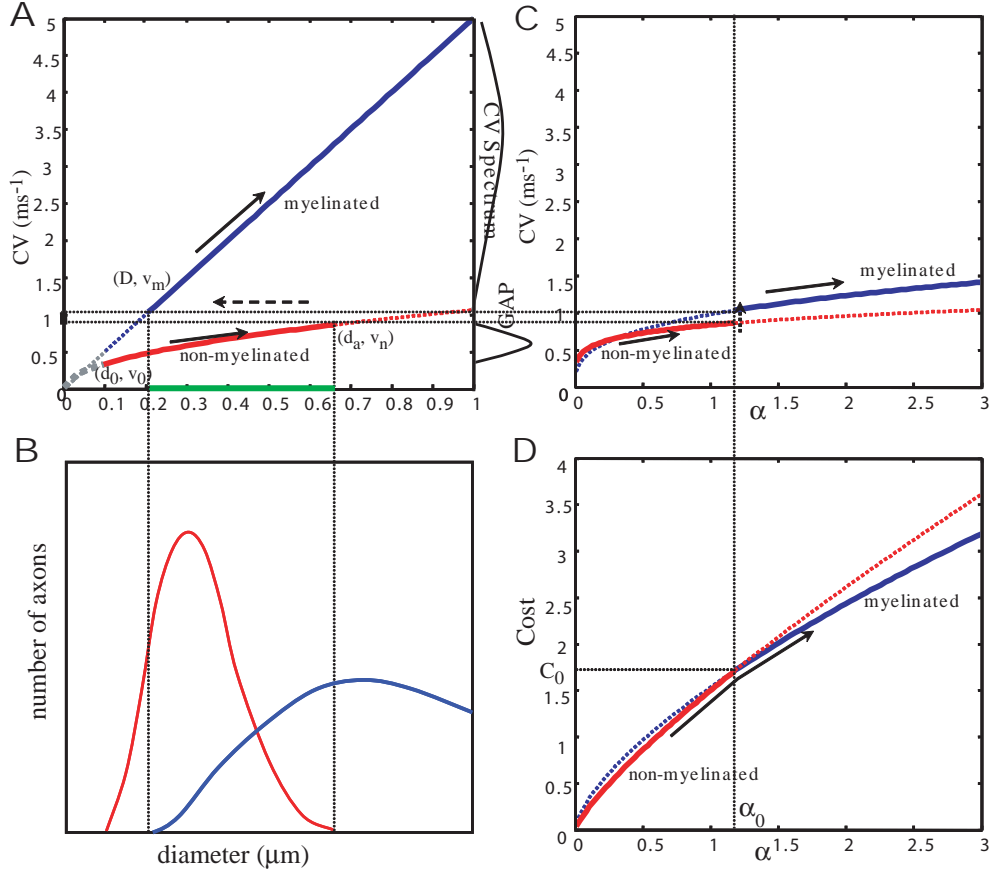 A
5
4.5
4
3.5
3
2.5
2
1.5
1
0.5
0
CV (ms-1)
myelinated
(D, vm)
(da, vn)
non-myelinated
(d0, v0)
0 0.1 0.2 0.3 0.4 0.5 0.6 0.7 0.8 0.9 1
CV Spectrum
GAP
C
5
4.5
4
3.5
3
2.5
2
1.5
1
0.5
0
CV (ms-1)
myelinated
non-myelinated
0 0.5 1 1.5 2 2.5 3
α
B
number of axons
diameter (μm)
D
4
3.5
3
2.5
2
C0
1.5
1
0.5
0
Cost
myelinated
non-myelinated
α0
0 0.5 1 1.5 2 2.5 3
α